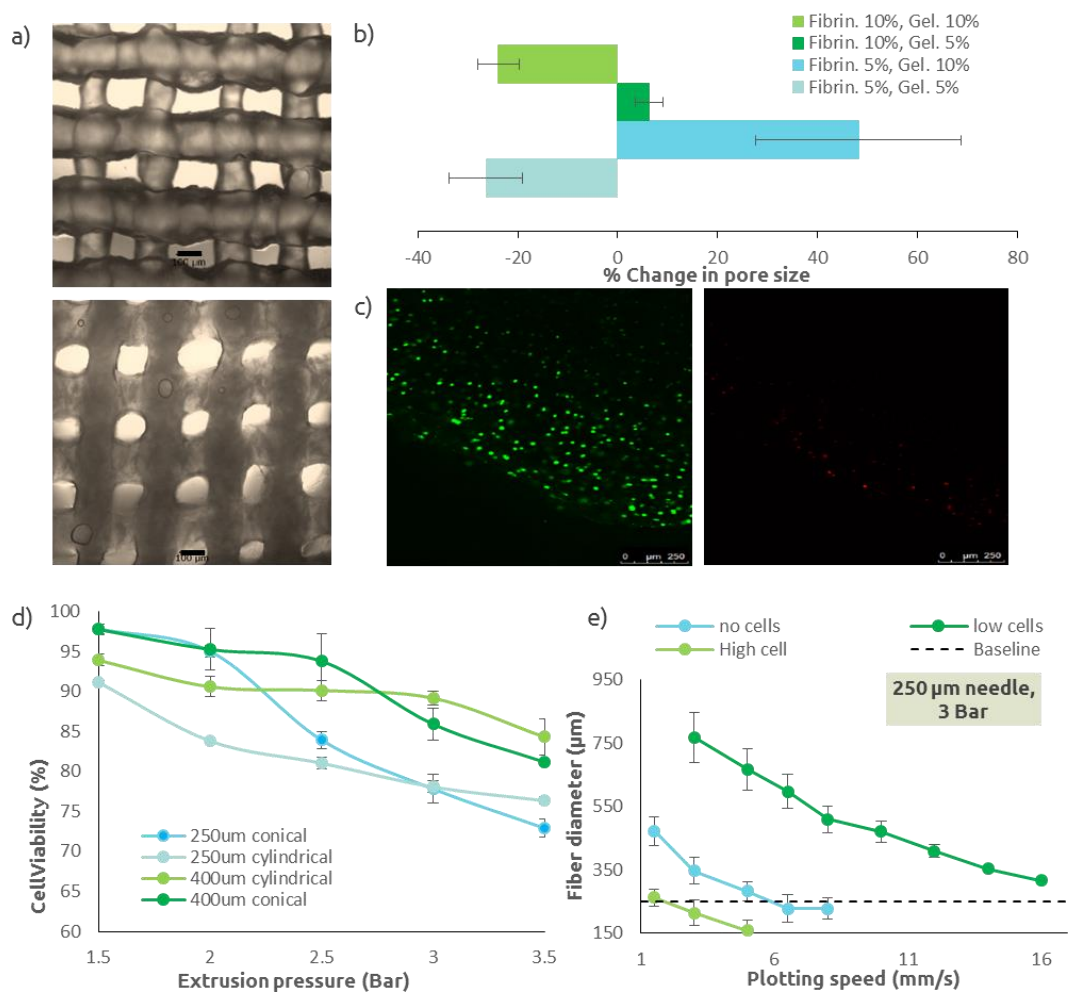 a)
100 µm
100 µm
b)
Fibrin. 10%, Gel. 10%
Fibrin. 10%, Gel. 5%
Fibrin. 5%, Gel. 10%
Fibrin. 5%, Gel. 5%
-40 -20 0 20 40 60 80
% Change in pore size
c)
0 µm 250
0 µm 250
d)
100
95
90
85
80
75
70
65
60
CellViability (%)
250um conical
250um cylindrical
400um cylindrical
400um conical
1.5 2 2.5 3 3.5
Extrusion pressure (Bar)
e)
no cells
low cells
High cell
Baseline
250 µm needle,
3 Bar
950
750
550
350
150
Fiber diameter (µm)
1 6 11 16
Plotting speed (mm/s)